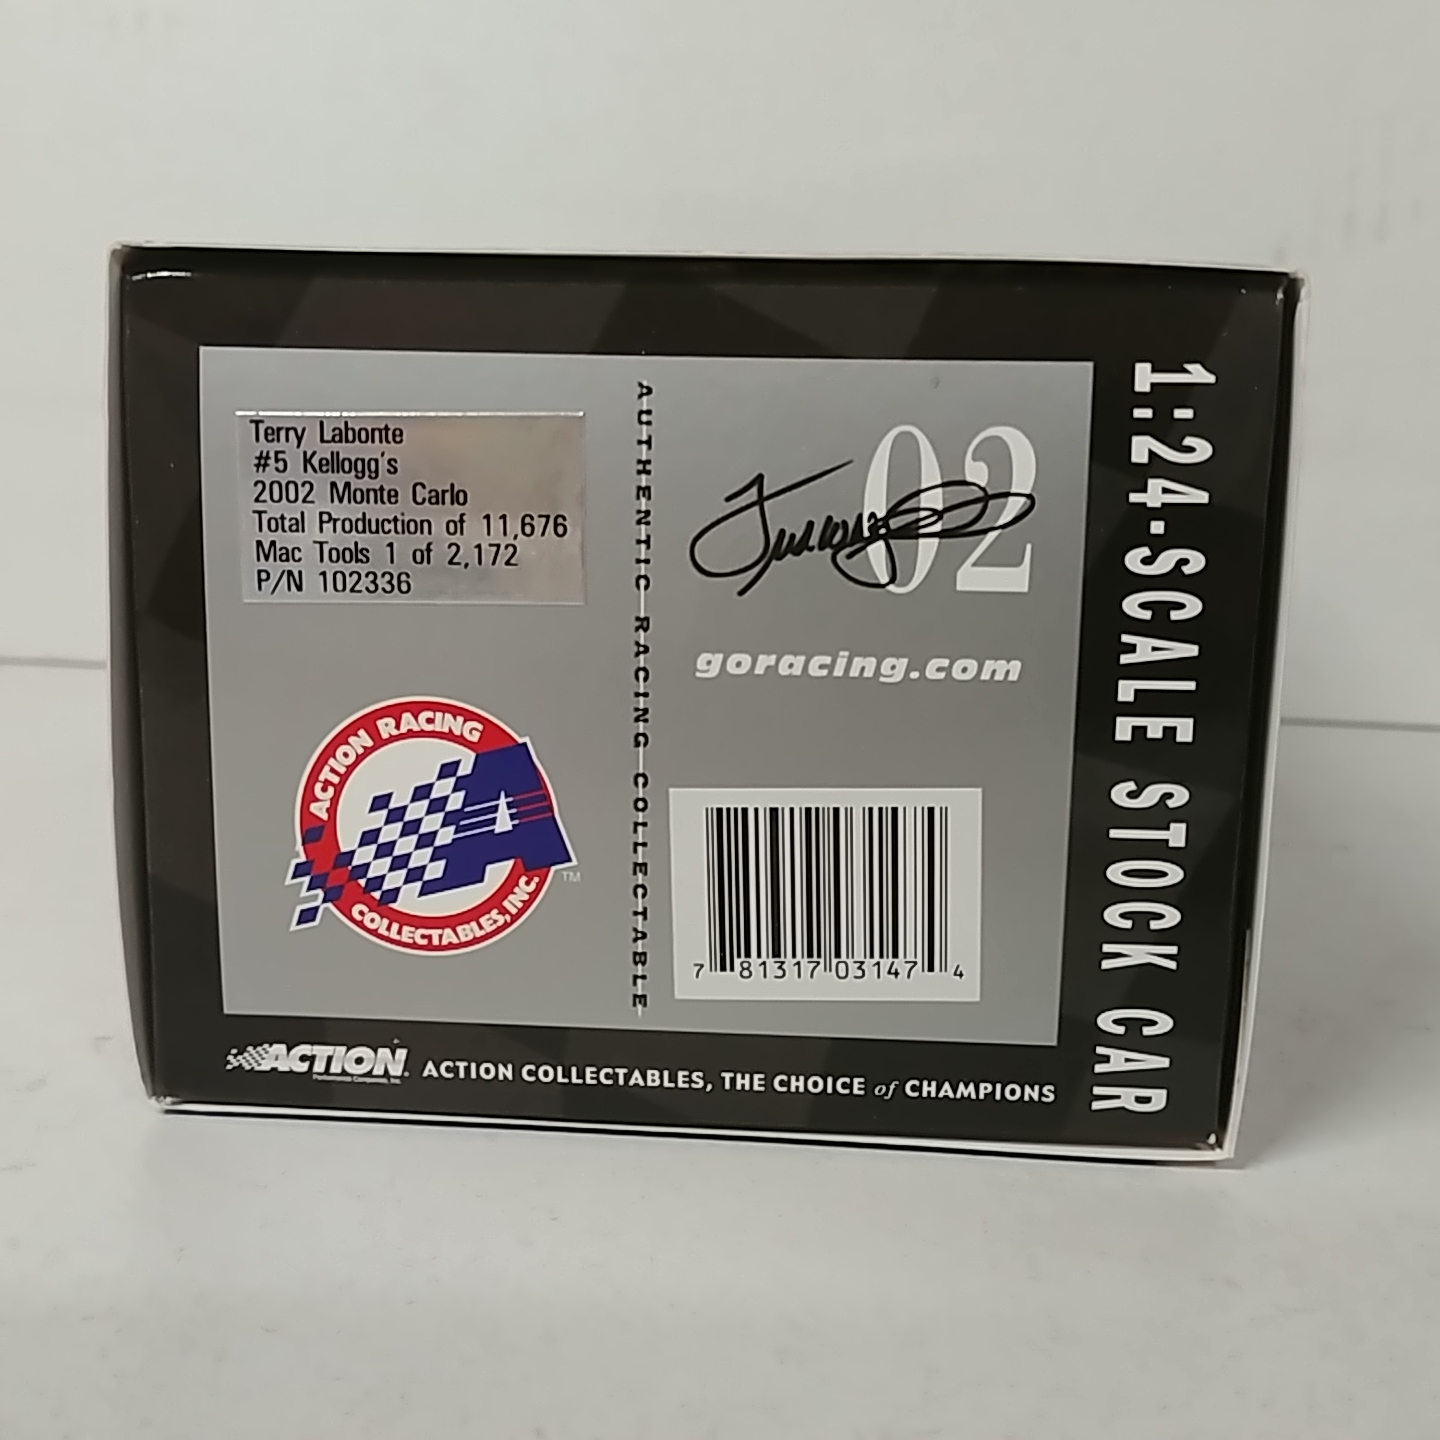 Terry Labonte
#5 Kellogg's
2002 Monte Carlo
Total Production of 11,676
Mac Tools 1 of 2,172
P/N 102336
ACTION RACING
COLLECTABLES, INC.
TM
AUTHENTIC RACING COLLECTABLE
02
goracing.com
7 81317 03147 4
ACTION
ACTION COLLECTABLES, THE CHOICE of CHAMPIONS
1:24-SCALE STOCK CAR